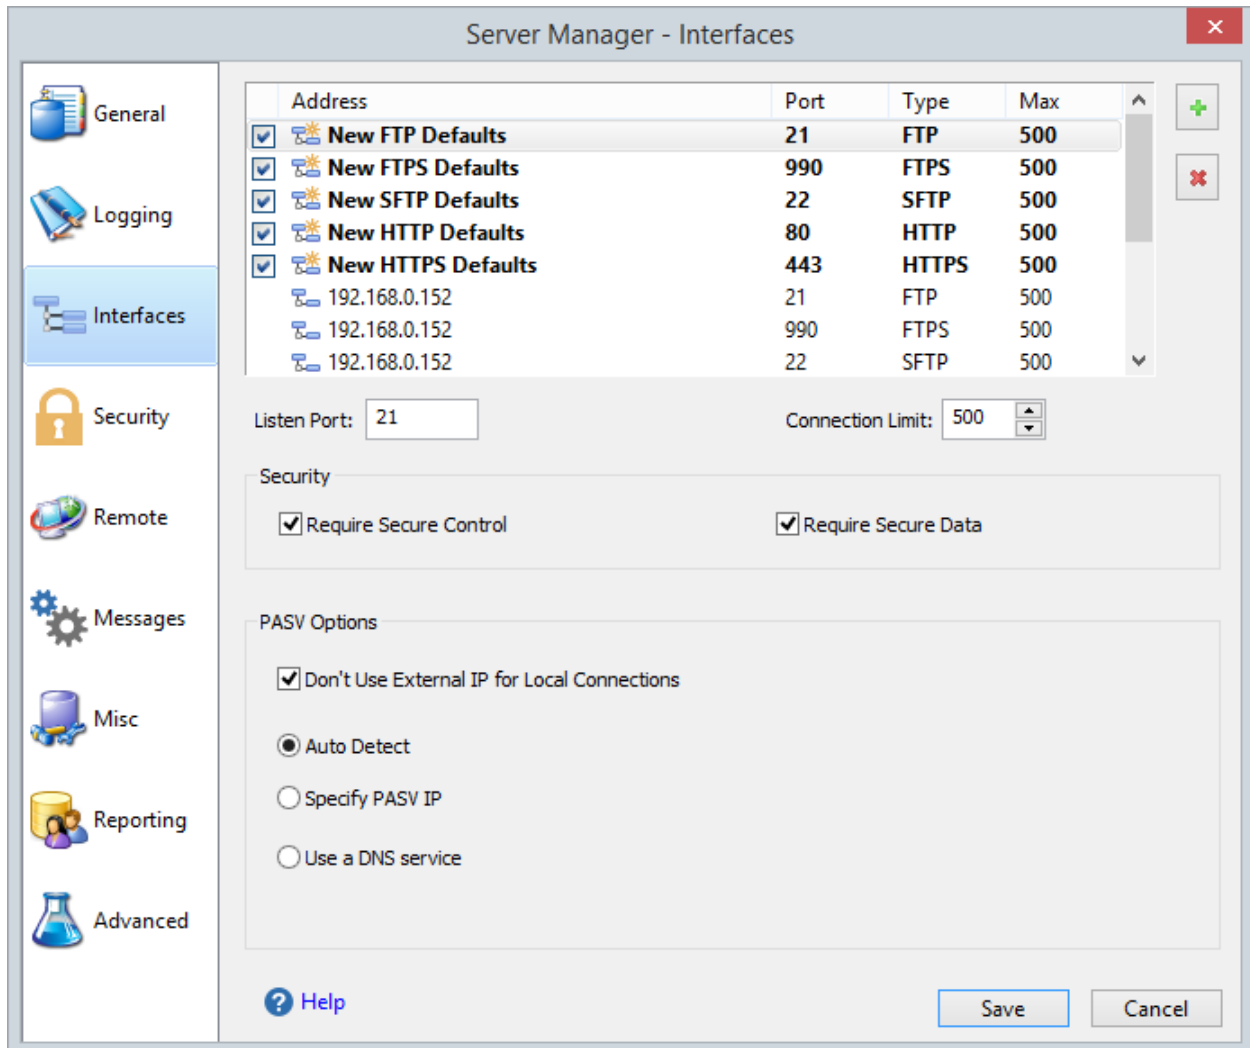 Server Manager - Interfaces
General
Logging
Interfaces
Security
Remote
Messages
Misc
Reporting
Advanced
Address Port Type Max
New FTP Defaults 21 FTP 500
New FTPS Defaults 990 FTPS 500
New SFTP Defaults 22 SFTP 500
New HTTP Defaults 80 HTTP 500
New HTTPS Defaults 443 HTTPS 500
192.168.0.152 21 FTP 500
192.168.0.152 990 FTPS 500
192.168.0.152 22 SFTP 500
Listen Port: 21 Connection Limit: 500
Security
Require Secure Control Require Secure Data
PASV Options
Don't Use External IP for Local Connections
Auto Detect
Specify PASV IP
Use a DNS service
Help Save Cancel